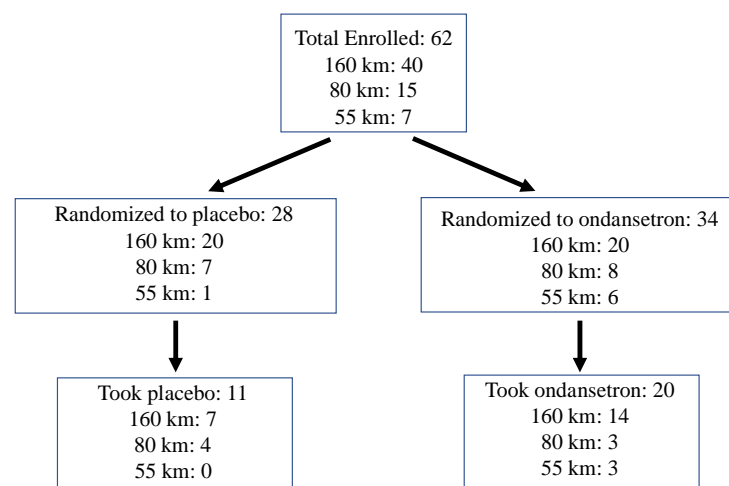 Total Enrolled: 62
160 km: 40
80 km: 15
55 km: 7
Randomized to placebo: 28
160 km: 20
80 km: 7
55 km: 1
Randomized to ondansetron: 34
160 km: 20
80 km: 8
55 km: 6
Took placebo: 11
160 km: 7
80 km: 4
55 km: 0
Took ondansetron: 20
160 km: 14
80 km: 3
55 km: 3